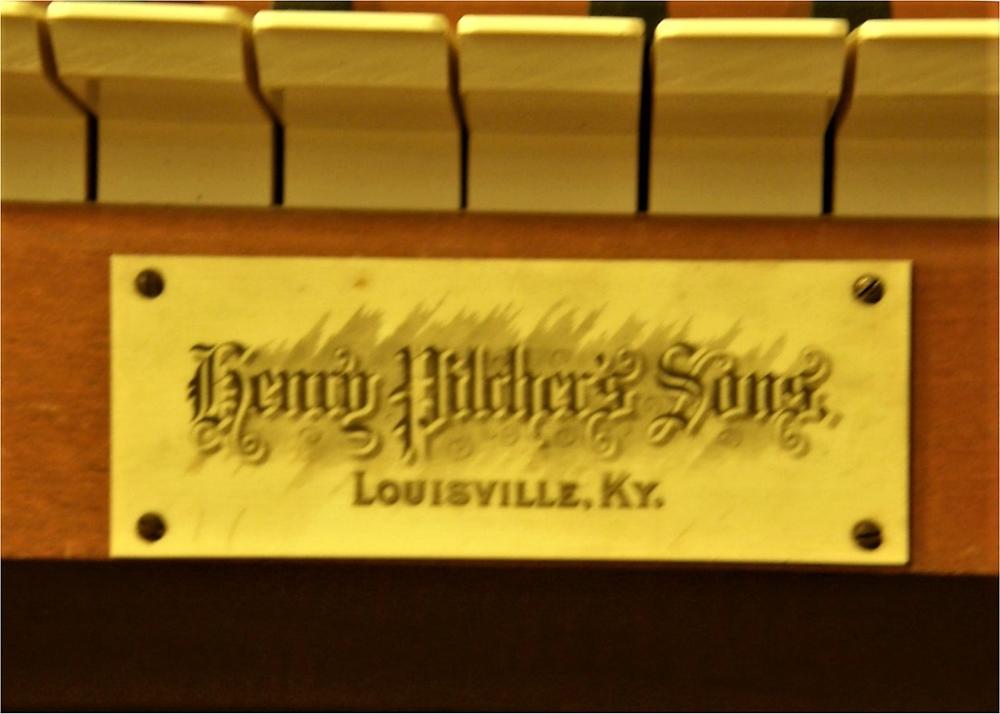 Henry Pilcher's Sons.
LOUISVILLE, KY.